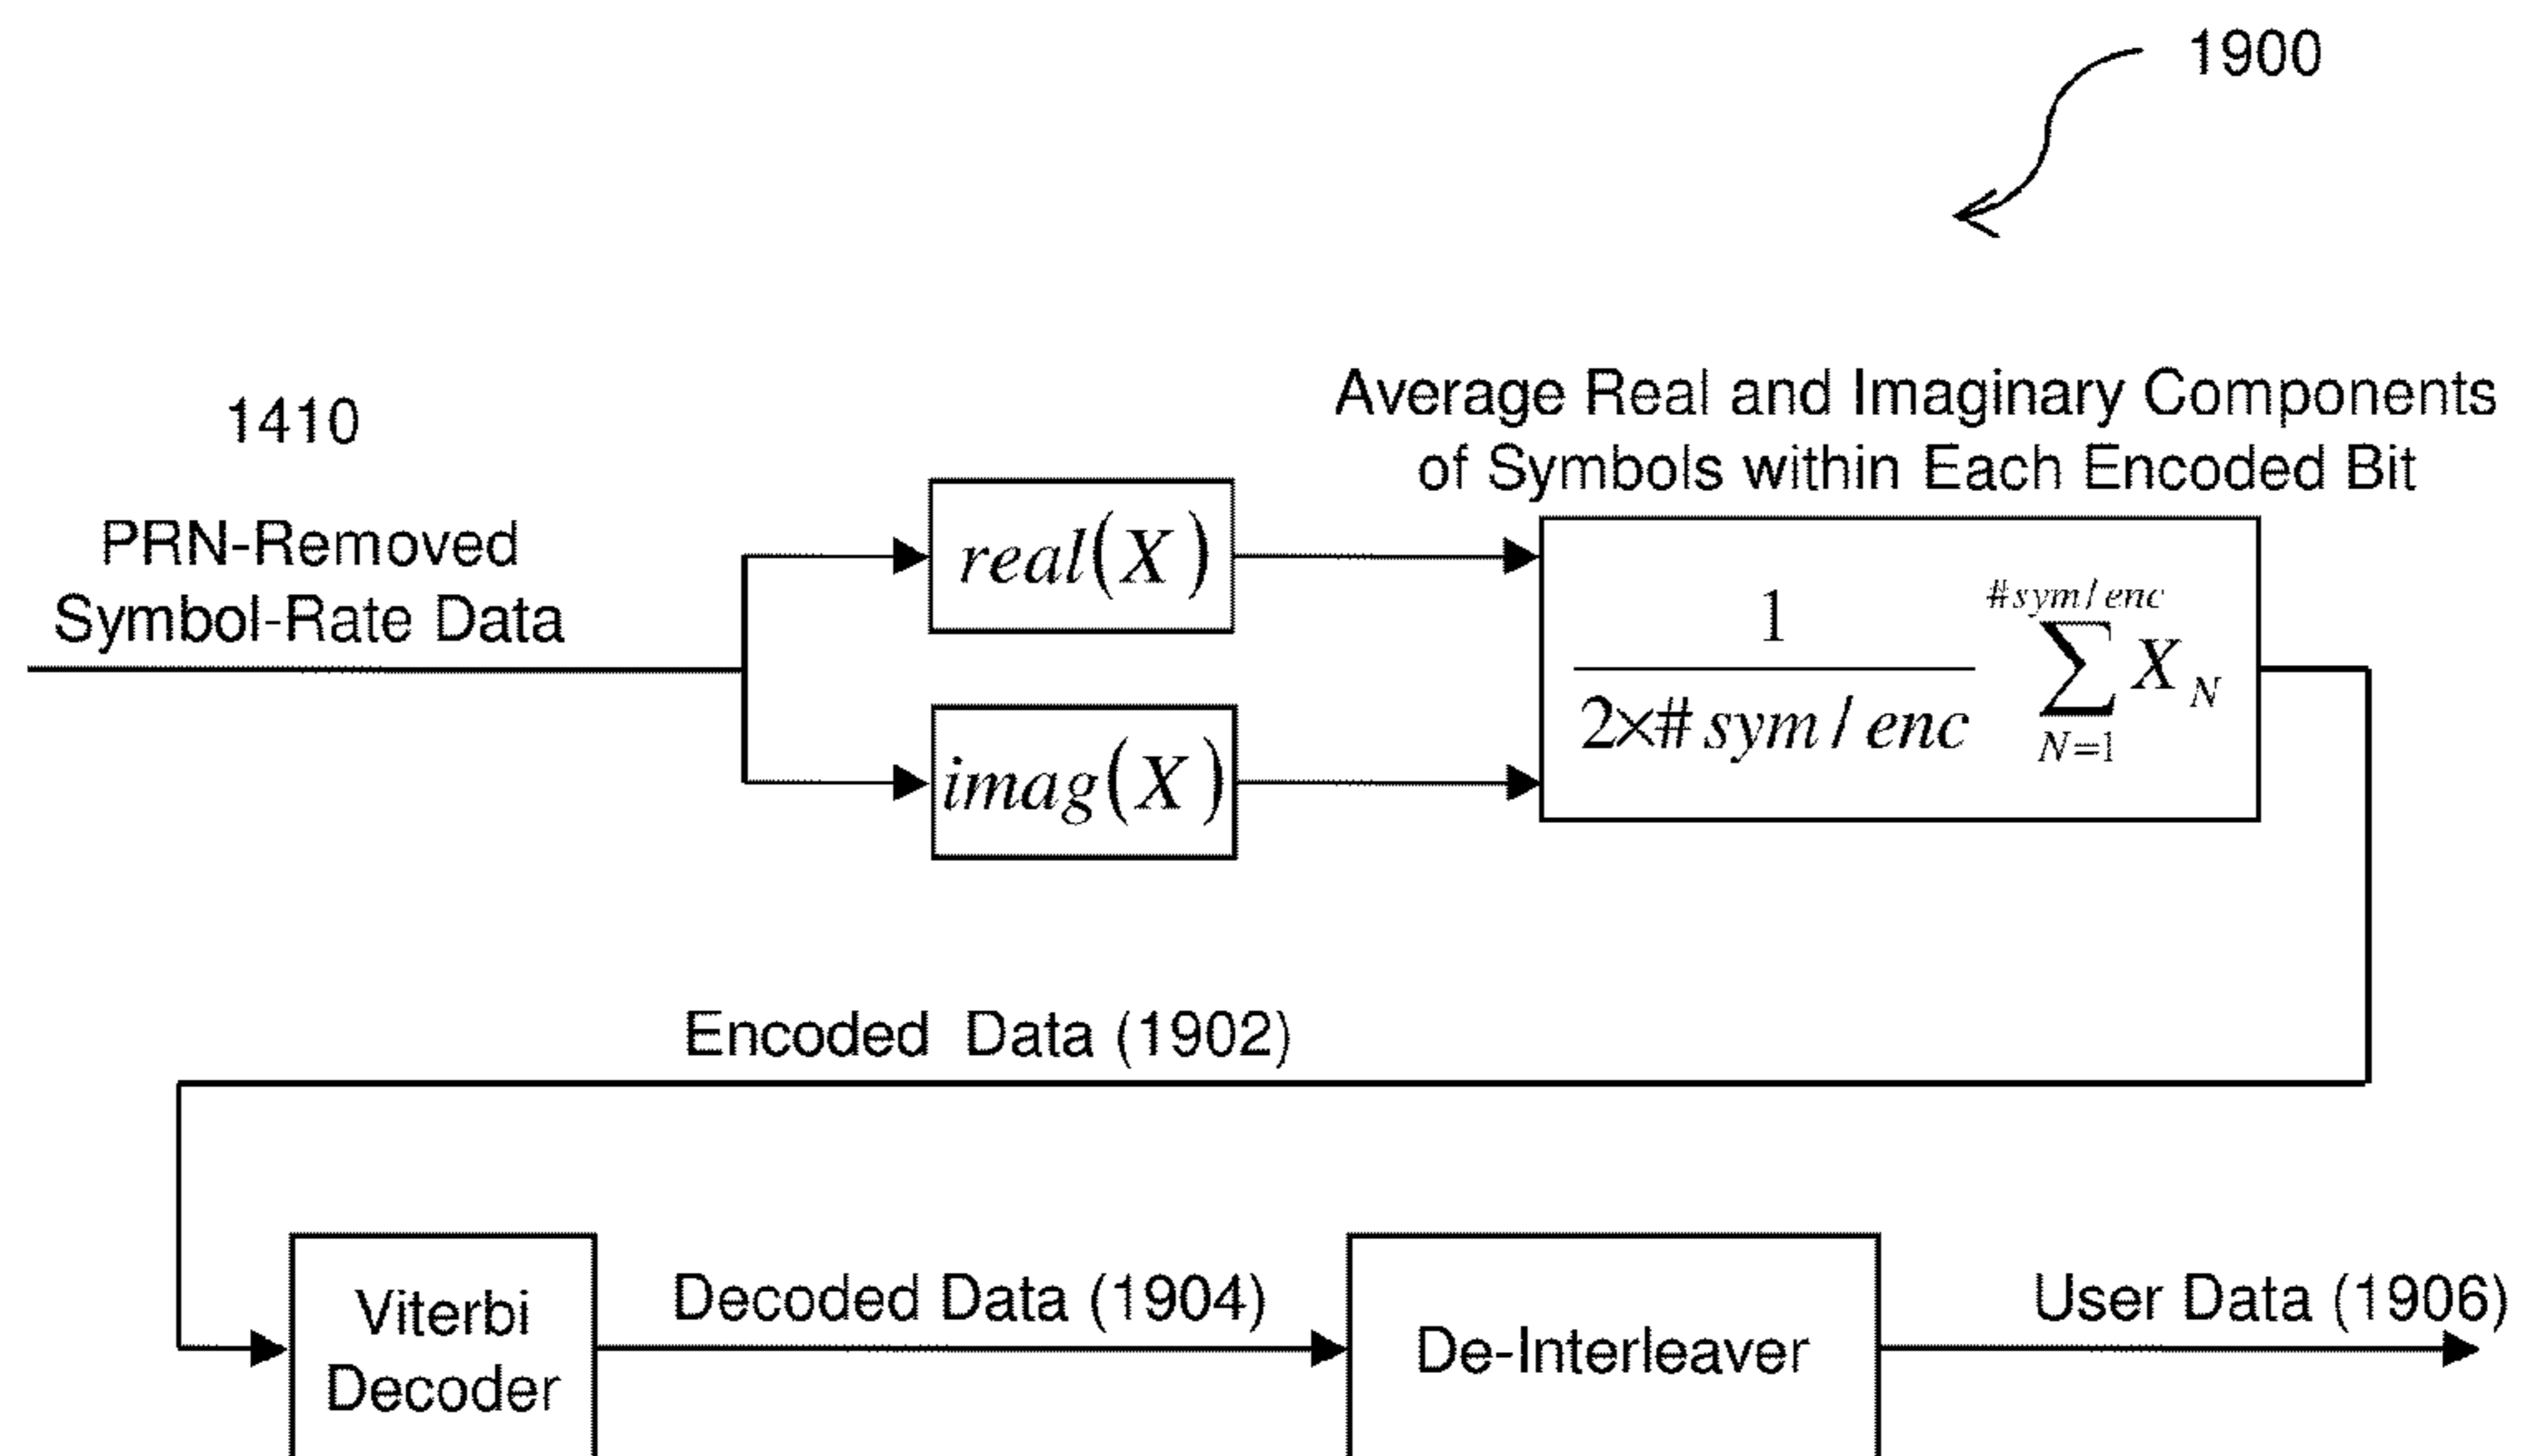 1900
1410
PRN-Removed
Symbol-Rate Data
real(X)
imag(X)
Average Real and Imaginary Components
of Symbols within Each Encoded Bit
1
2×# sym / enc
#sym / enc
∑ X N
N=1
Encoded Data (1902)
Viterbi
Decoder
Decoded Data (1904)
De-Interleaver
User Data (1906)